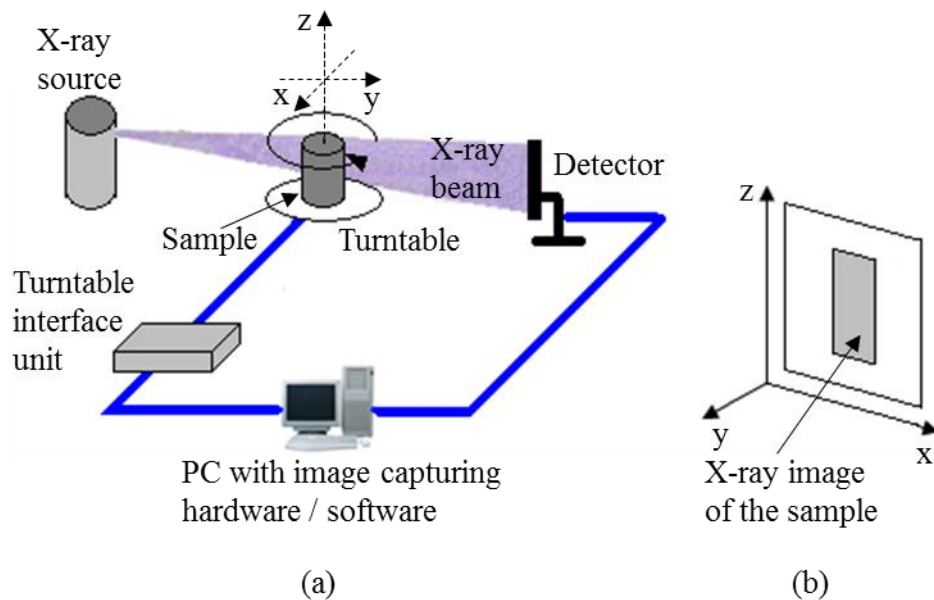 X-ray
source
z
x
y
X-ray
beam
Detector
Sample
Turntable
Turntable
interface
unit
PC with image capturing
hardware / software
(a)
z
y
x
X-ray image
of the sample
(b)